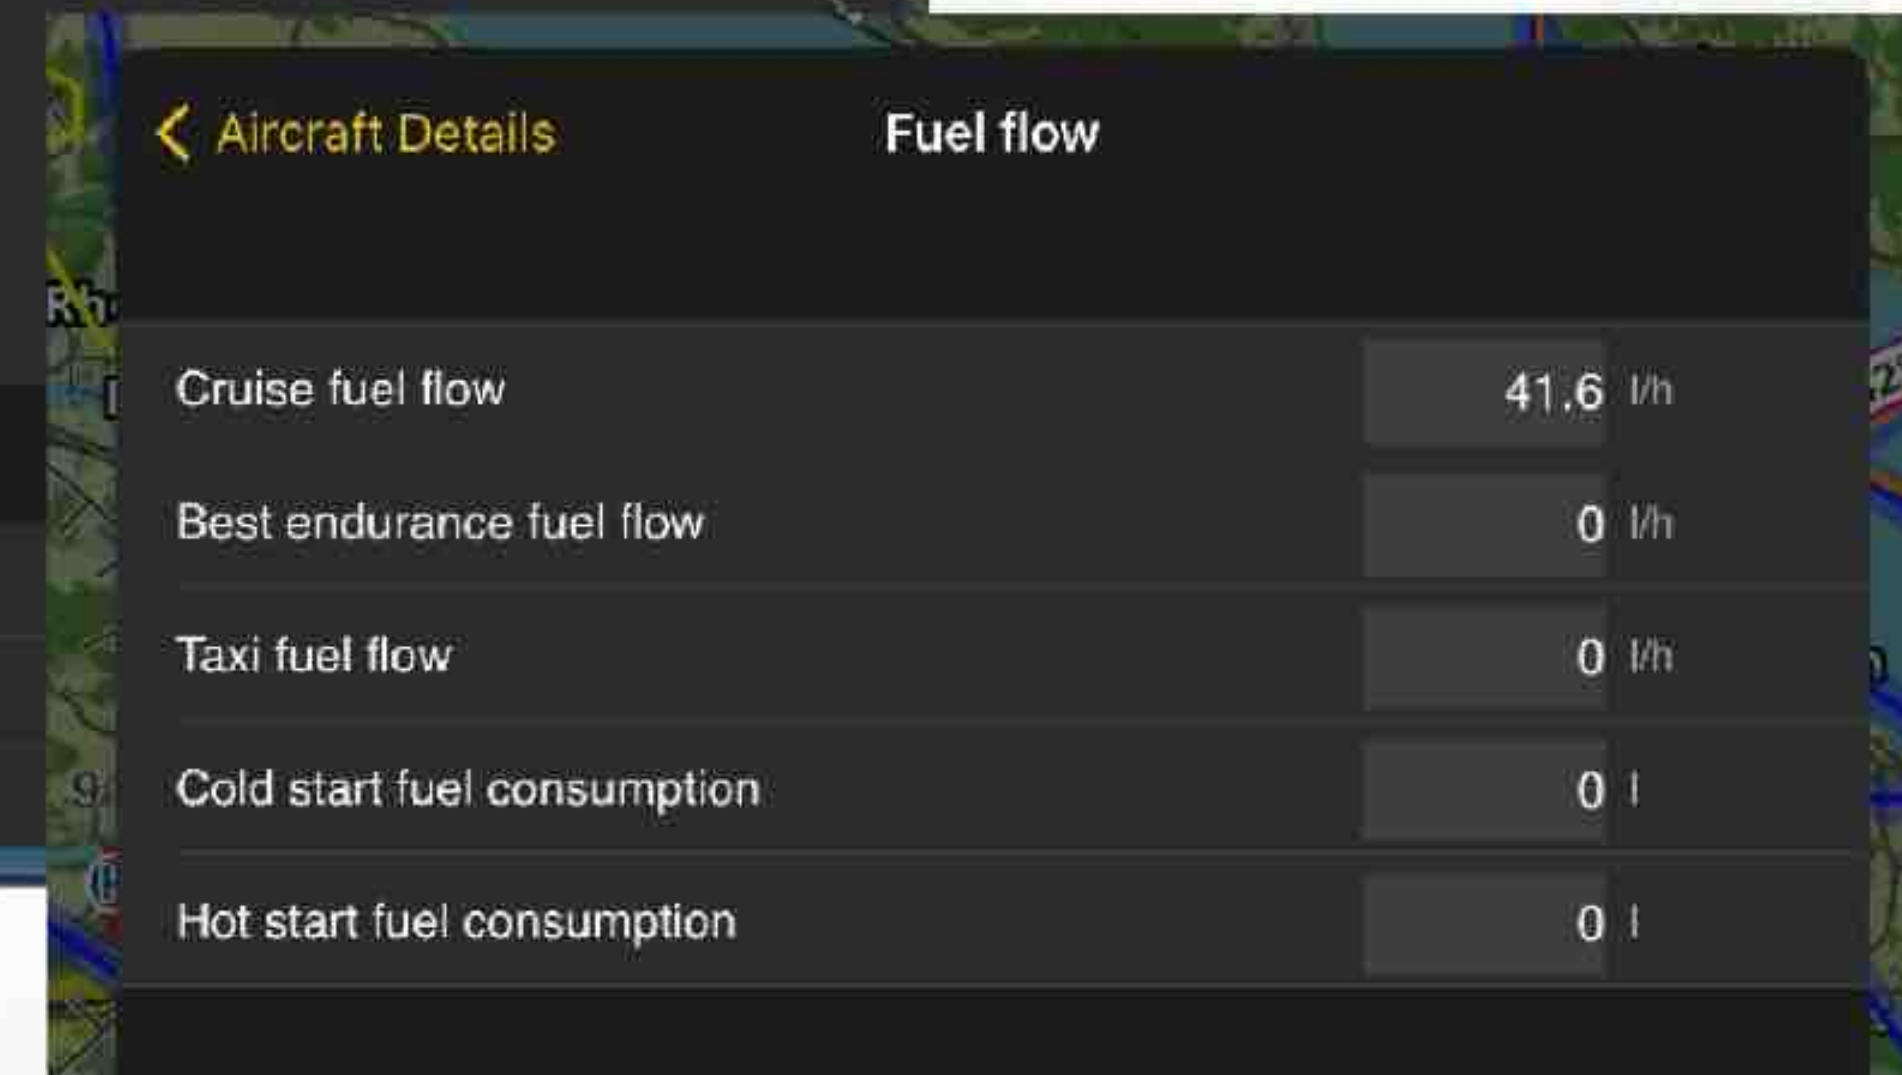 Aircraft Details
Fuel flow
Cruise fuel flow 41.6 l/h
Best endurance fuel flow 0 l/h
Taxi fuel flow 0 l/h
Cold start fuel consumption 0 l
Hot start fuel consumption 0 l